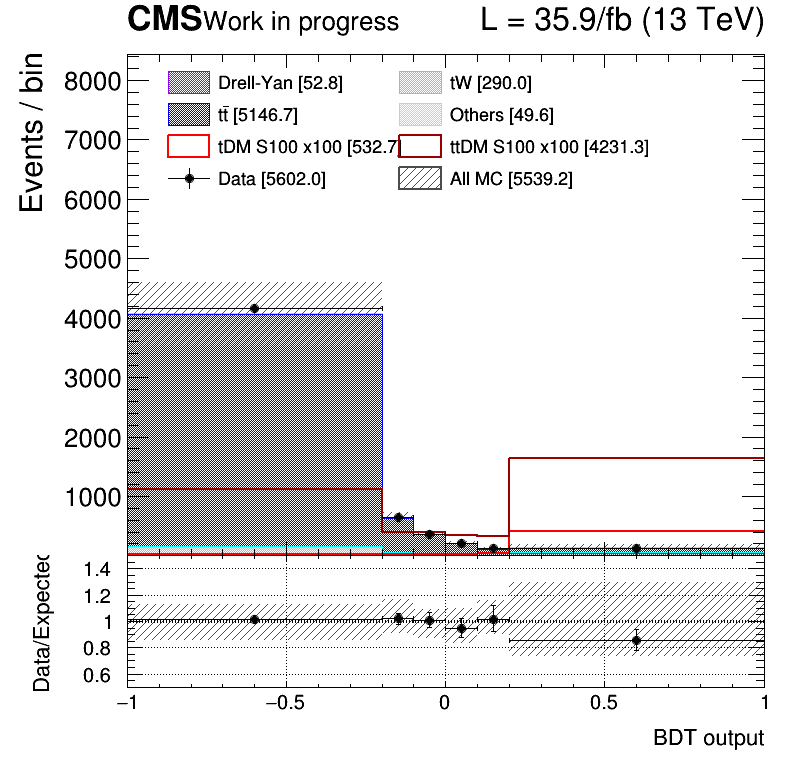 CMS Work in progress L = 35.9/fb (13 TeV)
Events / bin
8000
7000
6000
5000
4000
3000
2000
1000
Drell-Yan [52.8] tW [290.0]
tt̄ [5146.7] Others [49.6]
tDM S100 x100 [532.7] ttDM S100 x100 [4231.3]
Data [5602.0] All MC [5539.2]
Data/Expected
1.4
1.2
1
0.8
0.6
−1 −0.5 0 0.5 1
BDT output